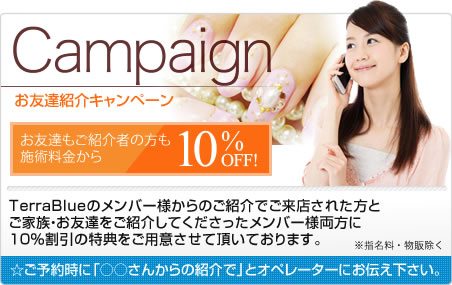 Campaign
お友達紹介キャンペーン
お友達もご紹介者の方も
施術料金から
10%
OFF!
TerraBlueのメンバー様からのご紹介でご来店された方と
ご家族・お友達をご紹介してくださったメンバー様両方に
10%割引の特典をご用意させて頂いております。
※指名料・物販除く
☆ご予約時に「○○さんからの紹介で」とオペレーターにお伝え下さい。